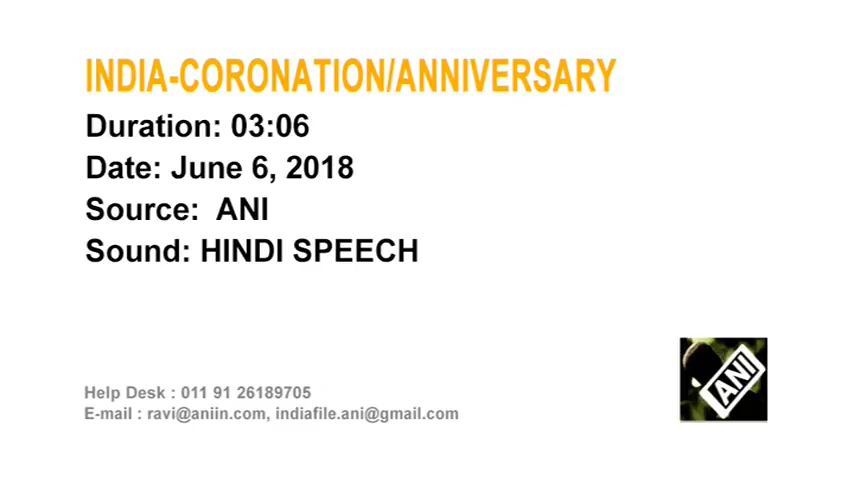 INDIA-CORONATION/ANNIVERSARY
Duration: 03:06
Date: June 6, 2018
Source:  ANI
Sound: HINDI SPEECH
Help Desk : 011 91 26189705
E-mail : ravi@aniin.com, indiafile.ani@gmail.com
ANI